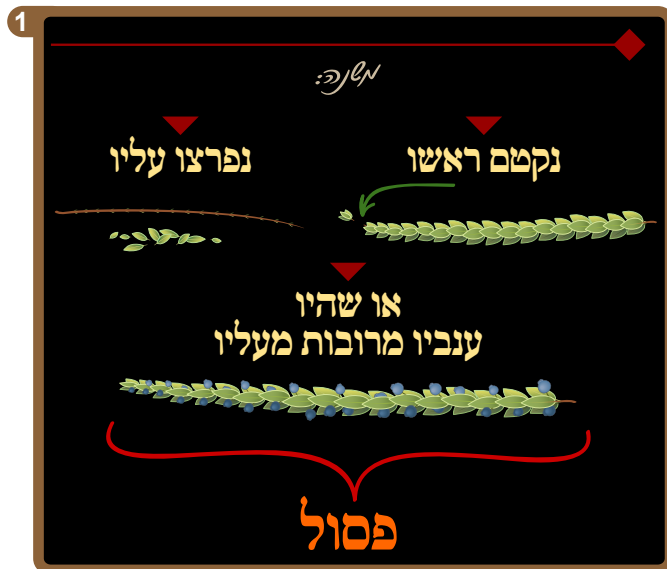 1
משנה:
נקטם ראשו
נפרצו עליו
או שהיו
ענביו מרובות מעליו
פסול